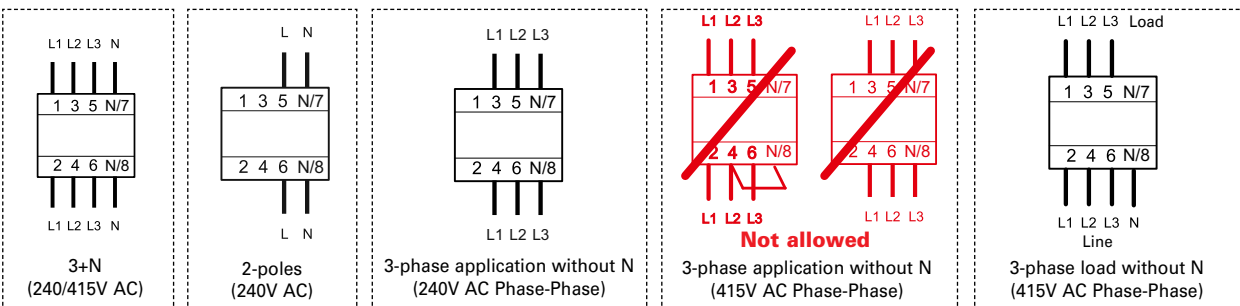 L1 L2 L3 N
1 3 5 N/7
2 4 6 N/8
L1 L2 L3 N
3+N
(240/415V AC)
L N
1 3 5 N/7
2 4 6 N/8
L N
2-poles
(240V AC)
L1 L2 L3
1 3 5 N/7
2 4 6 N/8
L1 L2 L3
3-phase application without N
(240V AC Phase-Phase)
L1 L2 L3
1 3 5 N/7
2 4 6 N/8
L1 L2 L3
L1 L2 L3
1 3 5 N/7
2 4 6 N/8
L1 L2 L3
Not allowed
3-phase application without N
(415V AC Phase-Phase)
L1 L2 L3 Load
1 3 5 N/7
2 4 6 N/8
L1 L2 L3 N
Line
3-phase load without N
(415V AC Phase-Phase)